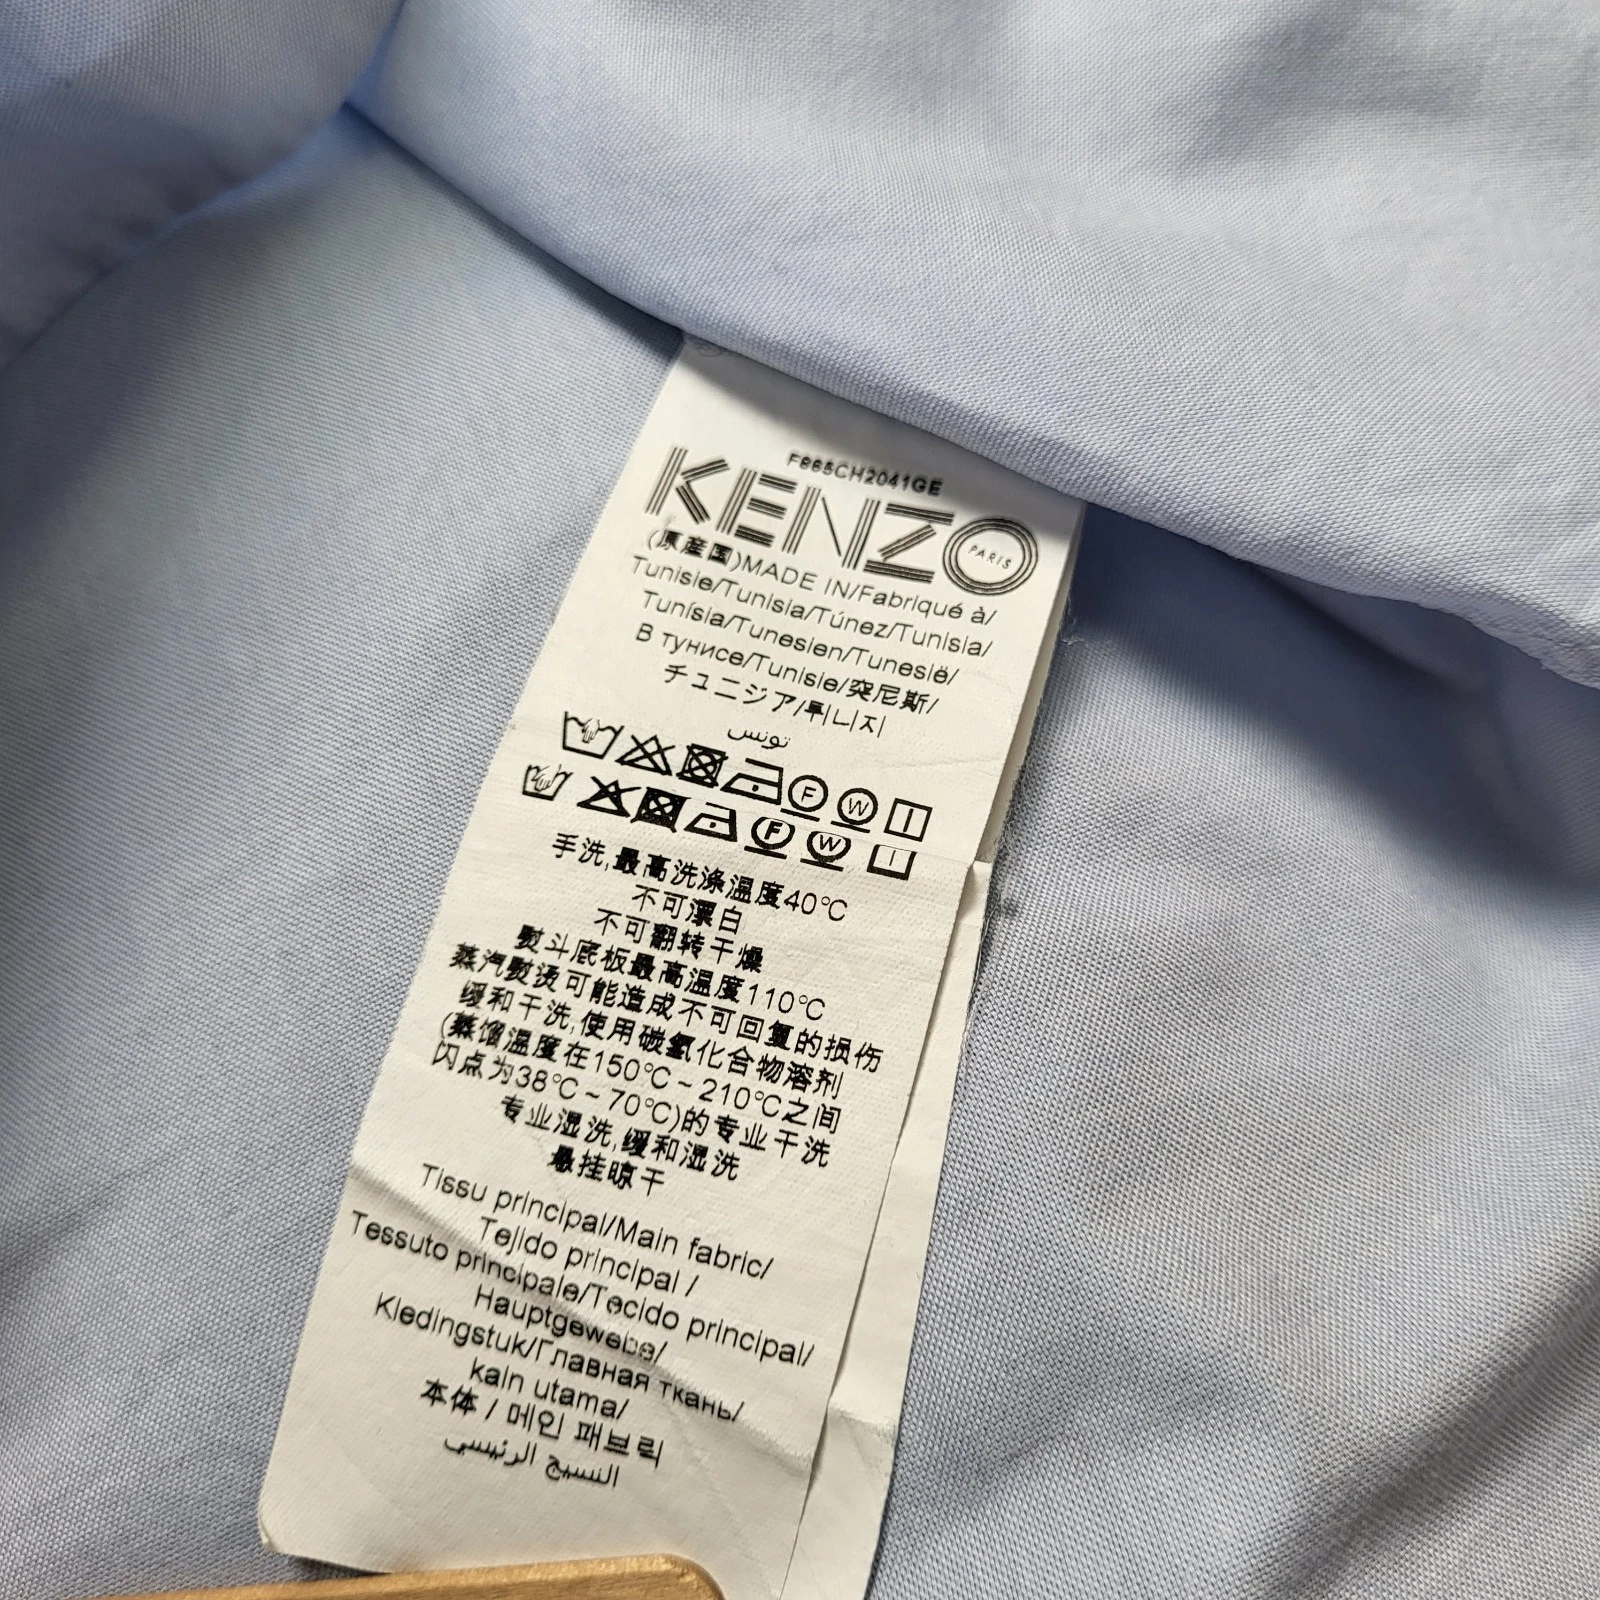 F865CH2041GE
KENZO
PARIS
(原産国)MADE IN/Fabriqué à/
Tunisie/Tunisia/Túnez/Tunisia/
Tunísia/Tunesien/Tunesië/
В тунисе/Tunisie/突尼斯/
チュニジア/튀니지
تونس
F W
F W
手洗,最高洗涤温度40°C
不可漂白
不可翻转干燥
熨斗底板最高温度110°C
蒸汽熨烫可能造成不可回复的损伤
缓和干洗,使用碳氢化合物溶剂
(蒸馏温度在150°C~210°C之间
闪点为38°C~70°C)的专业干洗
专业湿洗,缓和湿洗
悬挂晾干
Tissu principal/Main fabric/
Tejido principal /
Tessuto principale/Tecido principal/
Hauptgewebe/
Kledingstuk/Главная ткань/
kain utama/
本体 / 메인 패브릭
النسيج الرئيسي